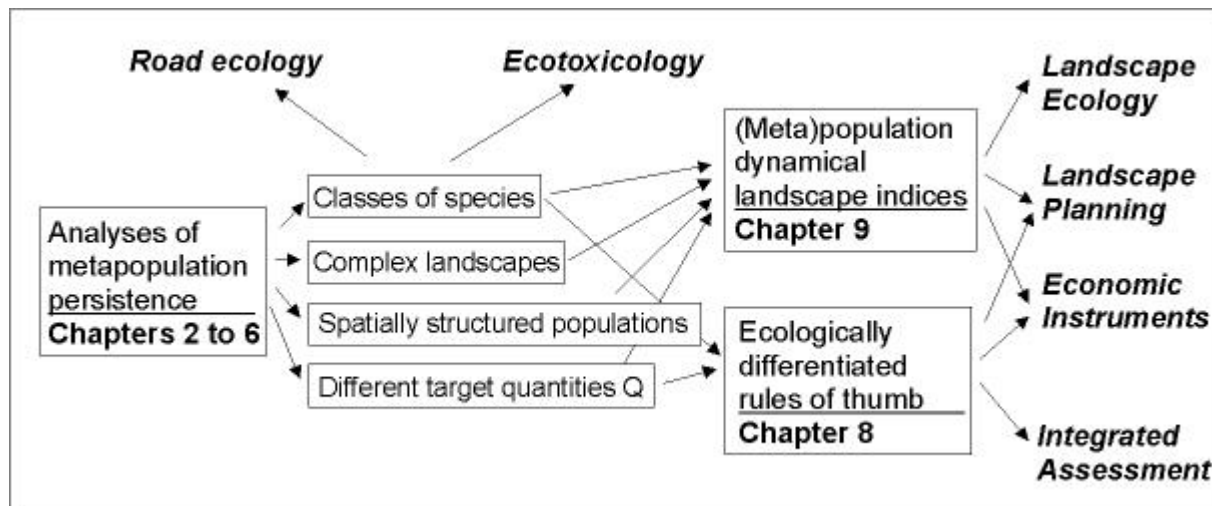 Road ecology
Ecotoxicology
Landscape
Ecology
(Meta)population
dynamical
landscape indices
Chapter 9
Classes of species
Landscape
Planning
Analyses of
metapopulation
persistence
Chapters 2 to 6
Complex landscapes
Spatially structured populations
Different target quantities Q
Economic
Instruments
Ecologically
differentiated
rules of thumb
Chapter 8
Integrated
Assessment